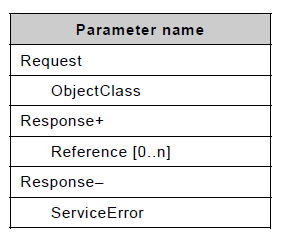 Parameter name
Request
ObjectClass
Response+
Reference [0..n]
Response–
ServiceError